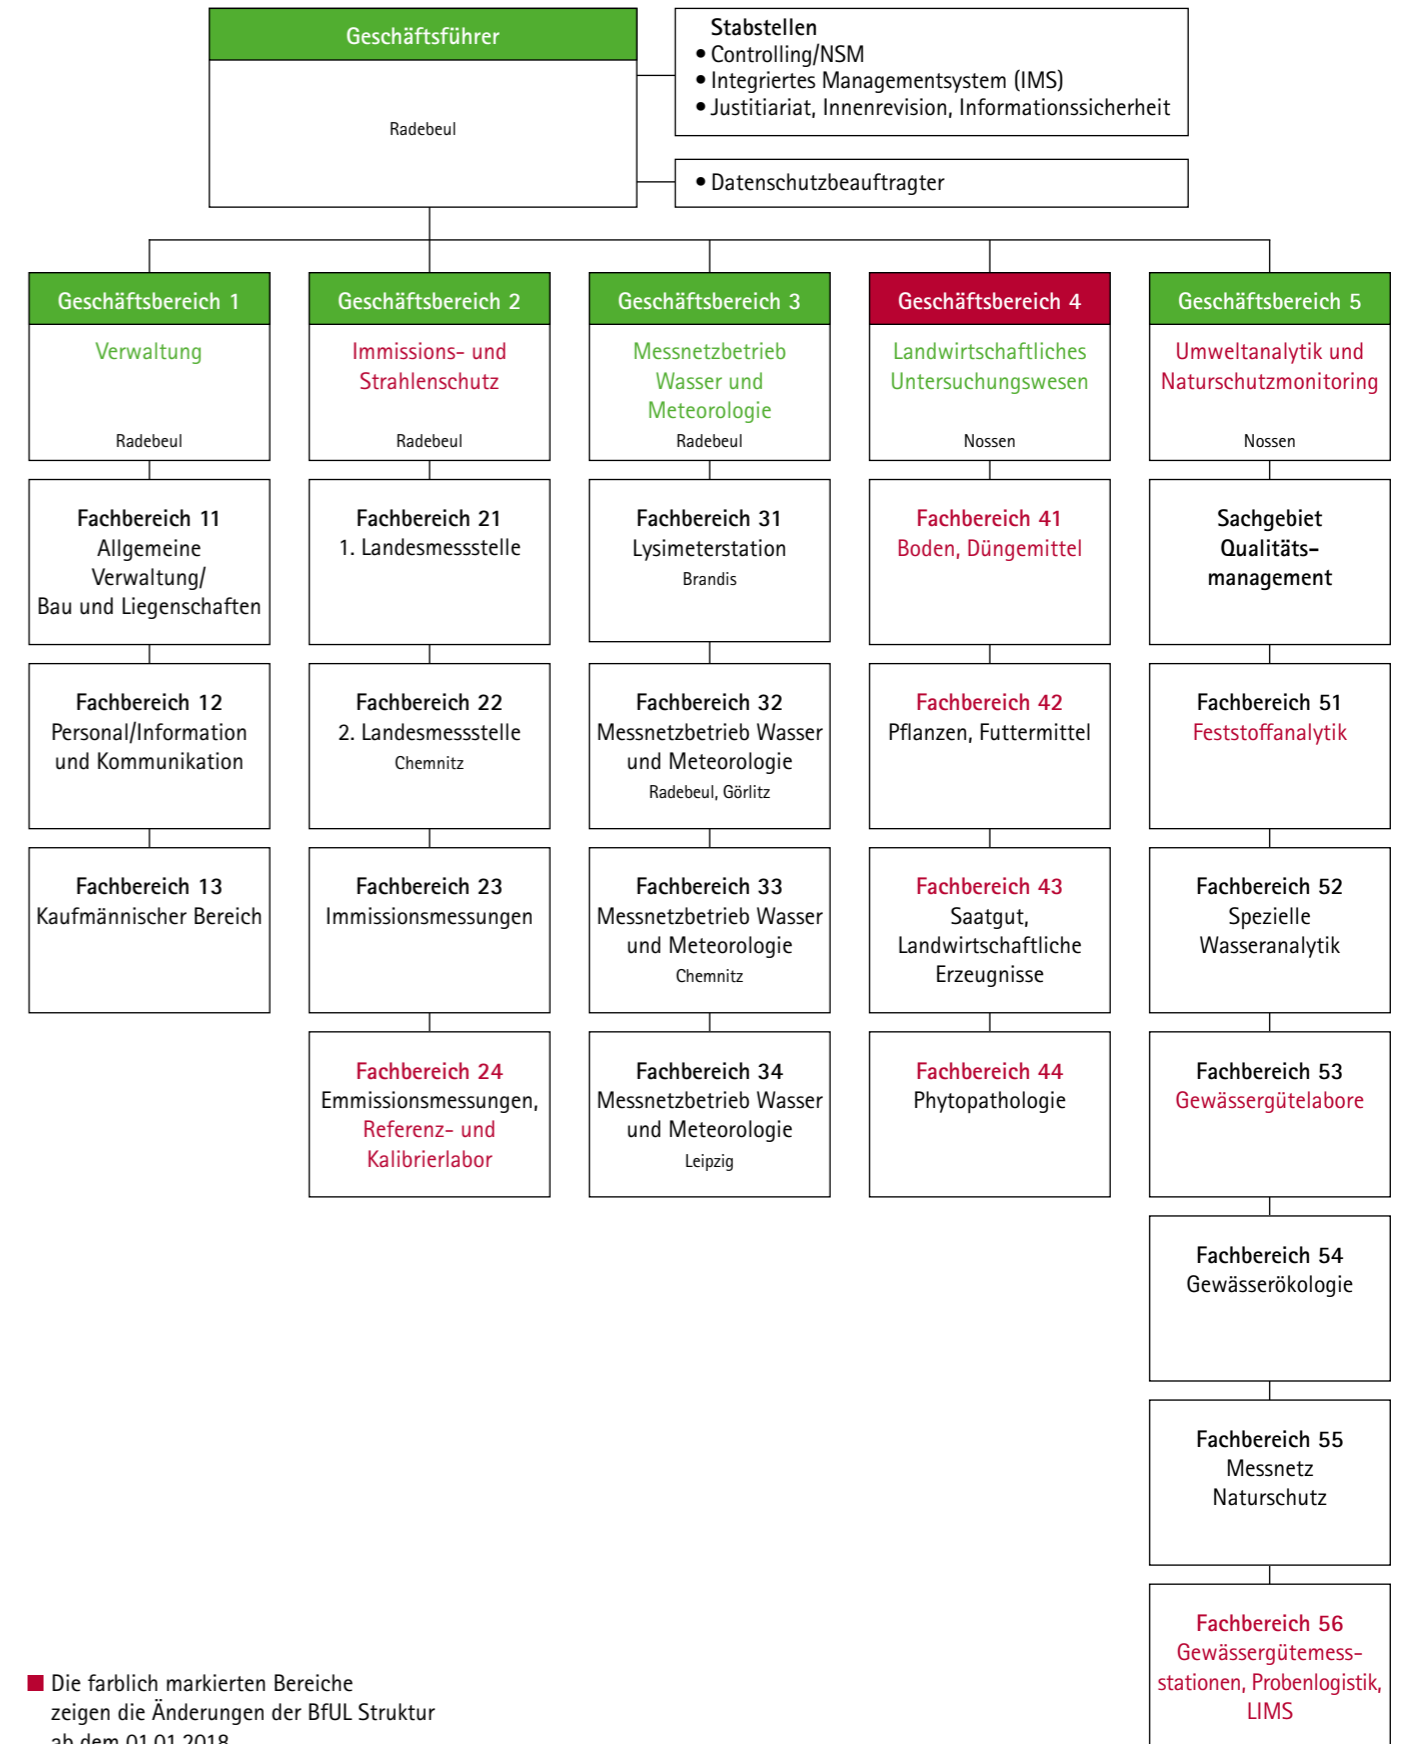 Geschäftsführer
Radebeul
Stabstellen
• Controlling/NSM
• Integriertes Managementsystem (IMS)
• Justitiariat, Innenrevision, Informationssicherheit
• Datenschutzbeauftragter
Geschäftsbereich 1
Verwaltung
Radebeul
Fachbereich 11
Allgemeine
Verwaltung/
Bau und Liegenschaften
Fachbereich 12
Personal/Information
und Kommunikation
Fachbereich 13
Kaufmännischer Bereich
Geschäftsbereich 2
Immissions- und
Strahlenschutz
Radebeul
Fachbereich 21
1. Landesmessstelle
Fachbereich 22
2. Landesmessstelle
Chemnitz
Fachbereich 23
Immissionsmessungen
Fachbereich 24
Emmissionsmessungen,
Referenz- und
Kalibrierlabor
Geschäftsbereich 3
Messnetzbetrieb
Wasser und
Meteorologie
Radebeul
Fachbereich 31
Lysimeterstation
Brandis
Fachbereich 32
Messnetzbetrieb Wasser
und Meteorologie
Radebeul, Görlitz
Fachbereich 33
Messnetzbetrieb Wasser
und Meteorologie
Chemnitz
Fachbereich 34
Messnetzbetrieb Wasser
und Meteorologie
Leipzig
Geschäftsbereich 4
Landwirtschaftliches
Untersuchungswesen
Nossen
Fachbereich 41
Boden, Düngemittel
Fachbereich 42
Pflanzen, Futtermittel
Fachbereich 43
Saatgut,
Landwirtschaftliche
Erzeugnisse
Fachbereich 44
Phytopathologie
Geschäftsbereich 5
Umweltanalytik und
Naturschutzmonitoring
Nossen
Sachgebiet
Qualitäts-
management
Fachbereich 51
Feststoffanalytik
Fachbereich 52
Spezielle
Wasseranalytik
Fachbereich 53
Gewässergütelabore
Fachbereich 54
Gewässerökologie
Fachbereich 55
Messnetz
Naturschutz
Fachbereich 56
Gewässergütemess-
stationen, Probenlogistik,
LIMS
Die farblich markierten Bereiche
zeigen die Änderungen der BfUL Struktur
ab dem 01.01.2018